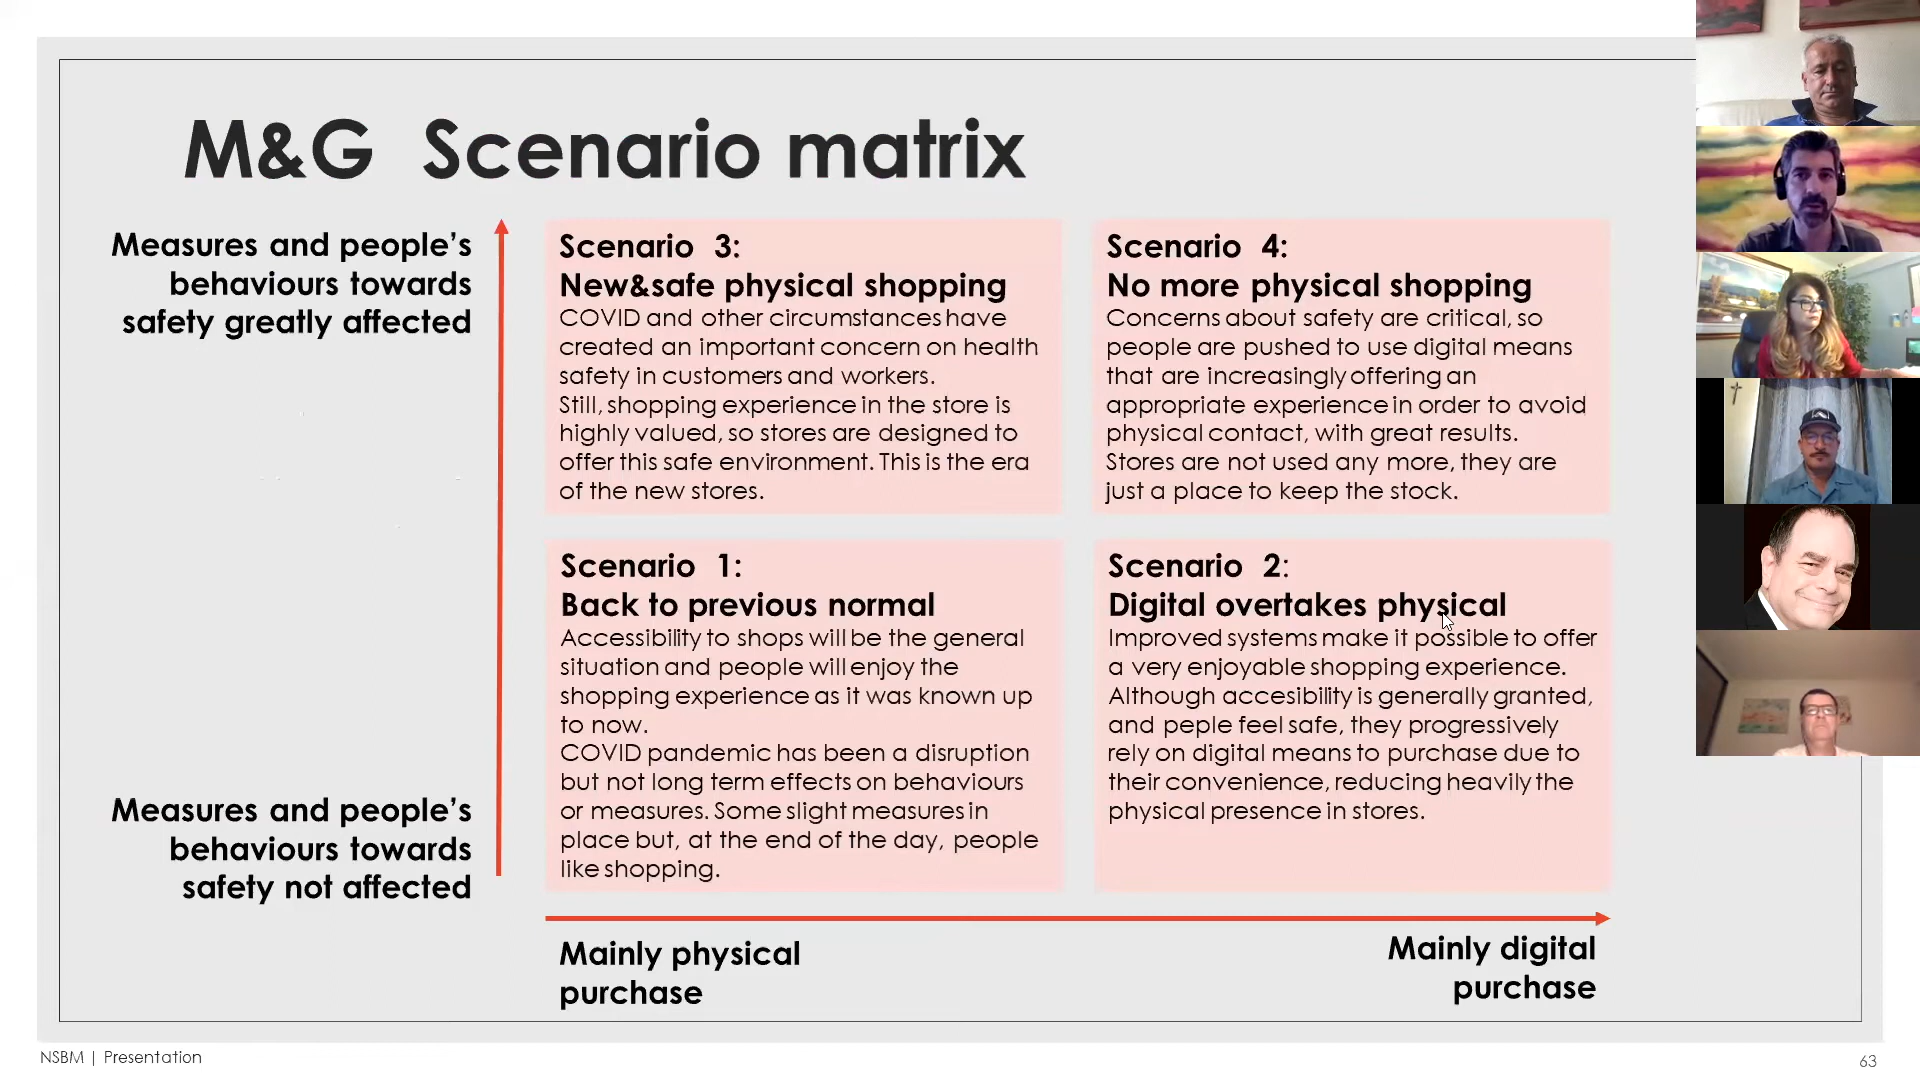 M&G Scenario matrix
Measures and people's
behaviours towards
safety greatly affected
Scenario 3:
New&safe physical shopping
COVID and other circumstances have
created an important concern on health
safety in customers and workers.
Still, shopping experience in the store is
highly valued, so stores are designed to
offer this safe environment. This is the era
of the new stores.
Scenario 4:
No more physical shopping
Concerns about safety are critical, so
people are pushed to use digital means
that are increasingly offering an
appropriate experience in order to avoid
physical contact, with great results.
Stores are not used any more, they are
just a place to keep the stock.
Measures and people's
behaviours towards
safety not affected
Scenario 1:
Back to previous normal
Accessibility to shops will be the general
situation and people will enjoy the
shopping experience as it was known up
to now.
COVID pandemic has been a disruption
but not long term effects on behaviours
or measures. Some slight measures in
place but, at the end of the day, people
like shopping.
Scenario 2:
Digital overtakes physical
Improved systems make it possible to offer
a very enjoyable shopping experience.
Although accesibility is generally granted,
and peple feel safe, they progressively
rely on digital means to purchase due to
their convenience, reducing heavily the
physical presence in stores.
Mainly physical
purchase
Mainly digital
purchase
NSBM | Presentation
63